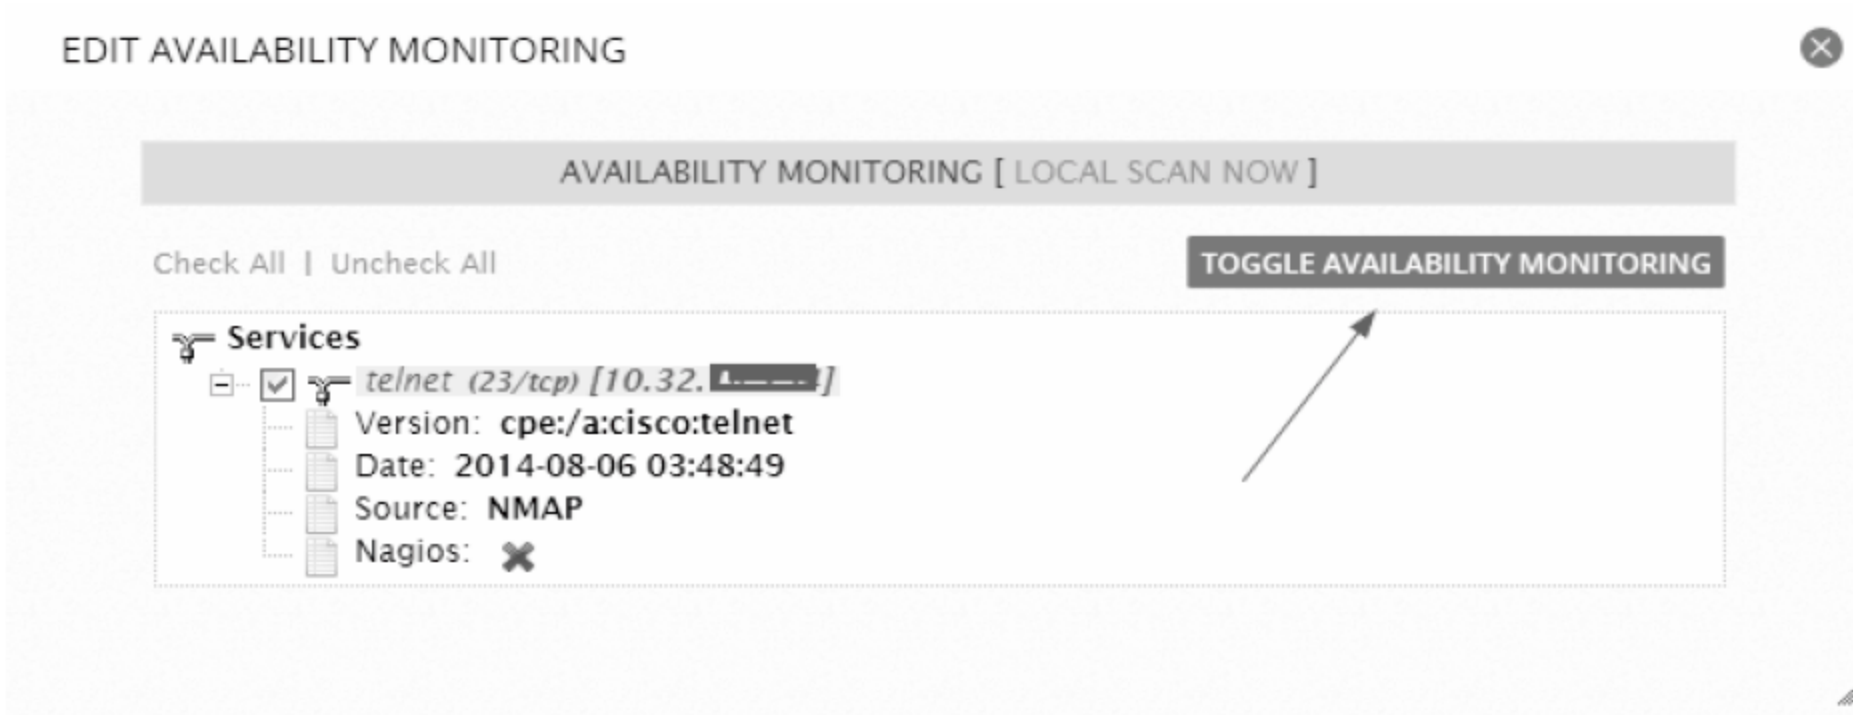 EDIT AVAILABILITY MONITORING
AVAILABILITY MONITORING [ LOCAL SCAN NOW ]
Check All | Uncheck All
TOGGLE AVAILABILITY MONITORING
Services
telnet (23/tcp) [10.32. ]
Version: cpe:/a:cisco:telnet
Date: 2014-08-06 03:48:49
Source: NMAP
Nagios: